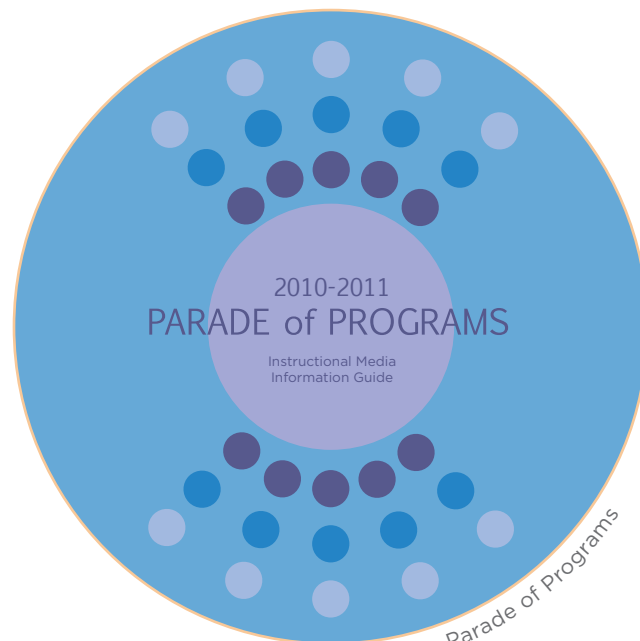 2010-2011
PARADE of PROGRAMS
Instructional Media
Information Guide
Parade of Programs